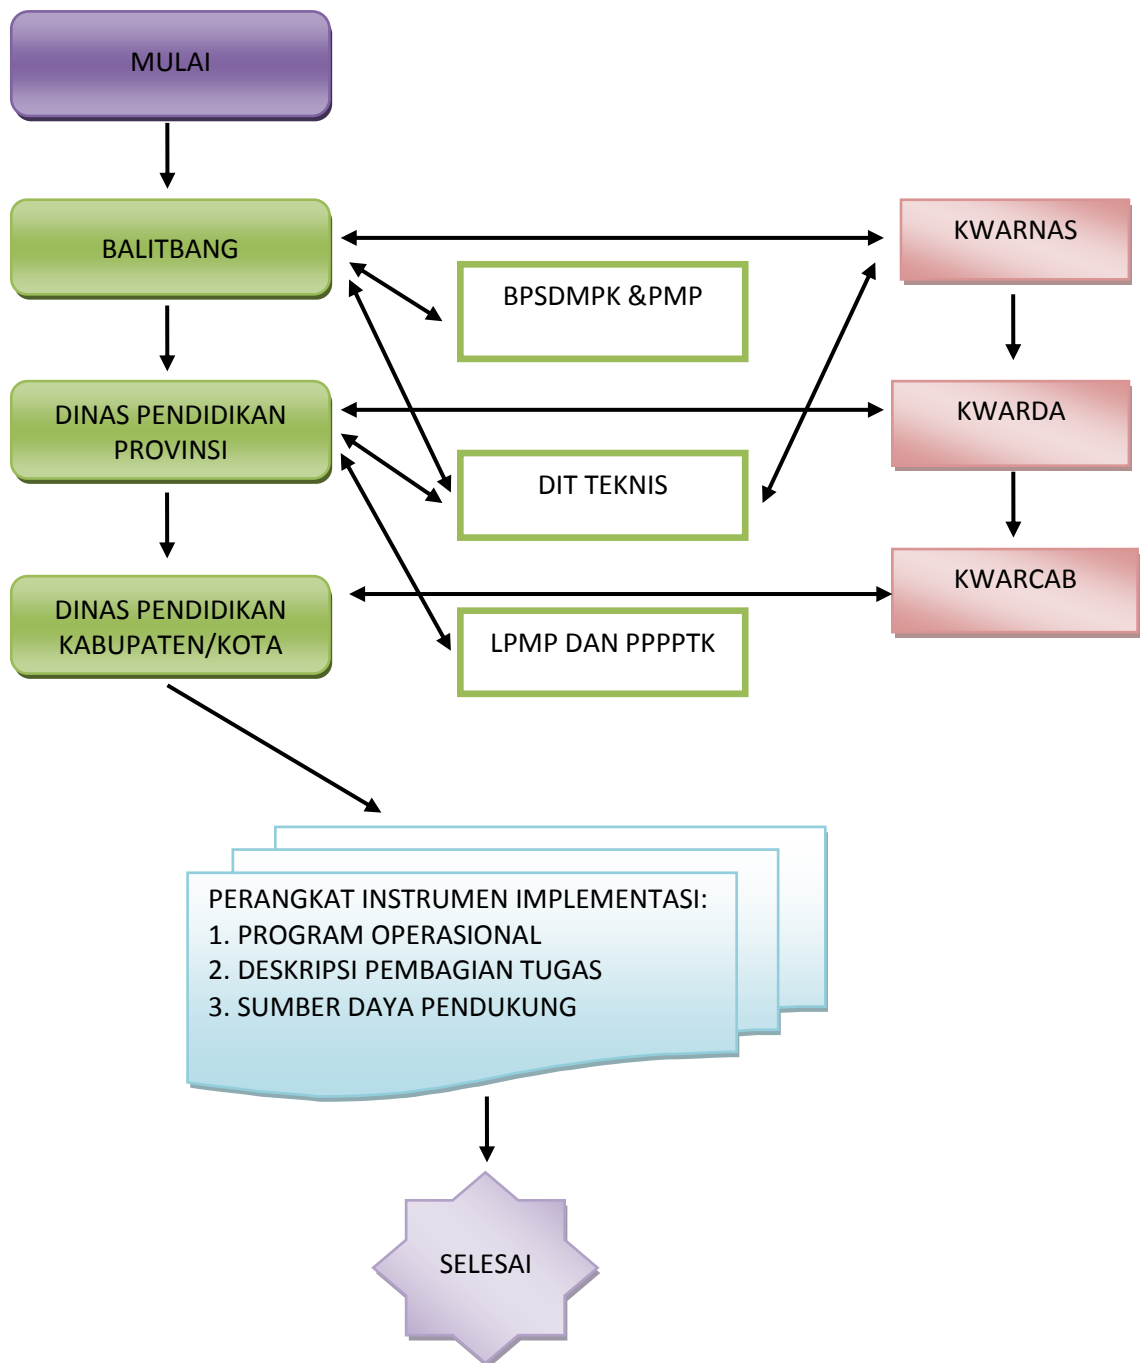 MULAI
BALITBANG
KWARNAS
BPSDMPK &PMP
DINAS PENDIDIKAN
PROVINSI
KWARDA
DIT TEKNIS
DINAS PENDIDIKAN
KABUPATEN/KOTA
KWARCAB
LPMP DAN PPPPTK
PERANGKAT INSTRUMEN IMPLEMENTASI:
1. PROGRAM OPERASIONAL
2. DESKRIPSI PEMBAGIAN TUGAS
3. SUMBER DAYA PENDUKUNG
SELESAI